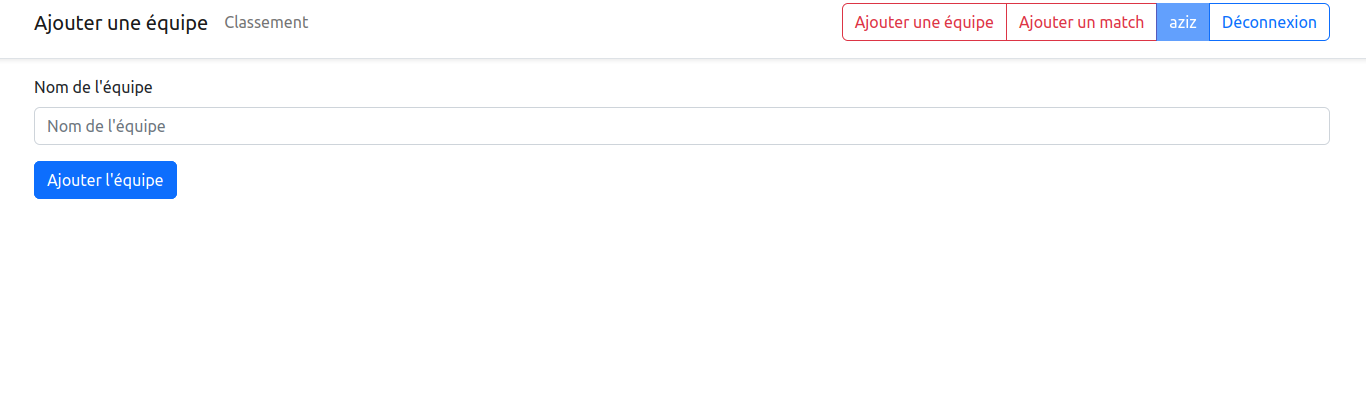 Ajouter une équipe Classement Ajouter une équipe Ajouter un match aziz Déconnexion
Nom de l'équipe
Nom de l'équipe
Ajouter l'équipe